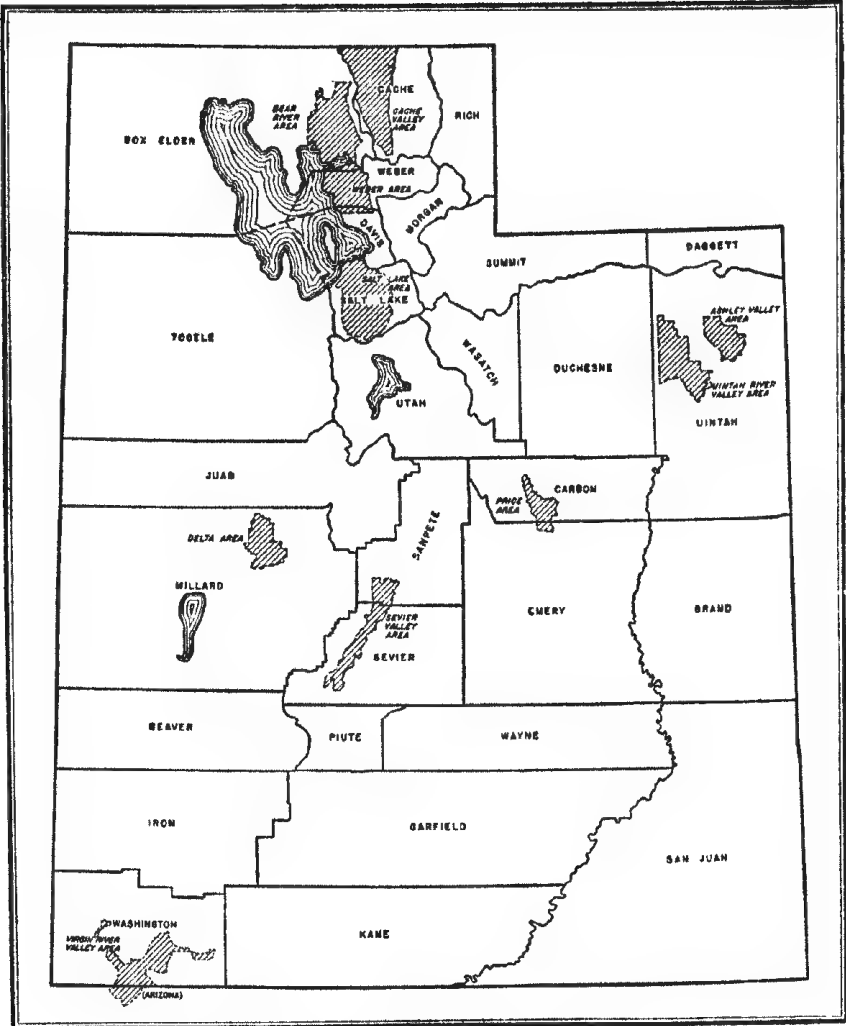 CACHE
BEAR
RIVER
AREA
CACHE
VALLEY
AREA
RICH
BOX ELDER
WEBER
WEBER AREA
MORGAN
DAVIS
SUMMIT
DAGGETT
SALT LAKE
AREA
SALT LAKE
TOOELE
WASATCH
DUCHESNE
ASHLEY VALLEY
AREA
UINTAH RIVER
VALLEY AREA
UINTAH
UTAH
JUAB
CARBON
PRICE
AREA
SANPETE
DELTA AREA
MILLARD
EMERY
GRAND
SEVIER
VALLEY
AREA
SEVIER
BEAVER
PIUTE
WAYNE
IRON
GARFIELD
SAN JUAN
WASHINGTON
VIRGIN RIVER
VALLEY AREA
KANE
(ARIZONA)